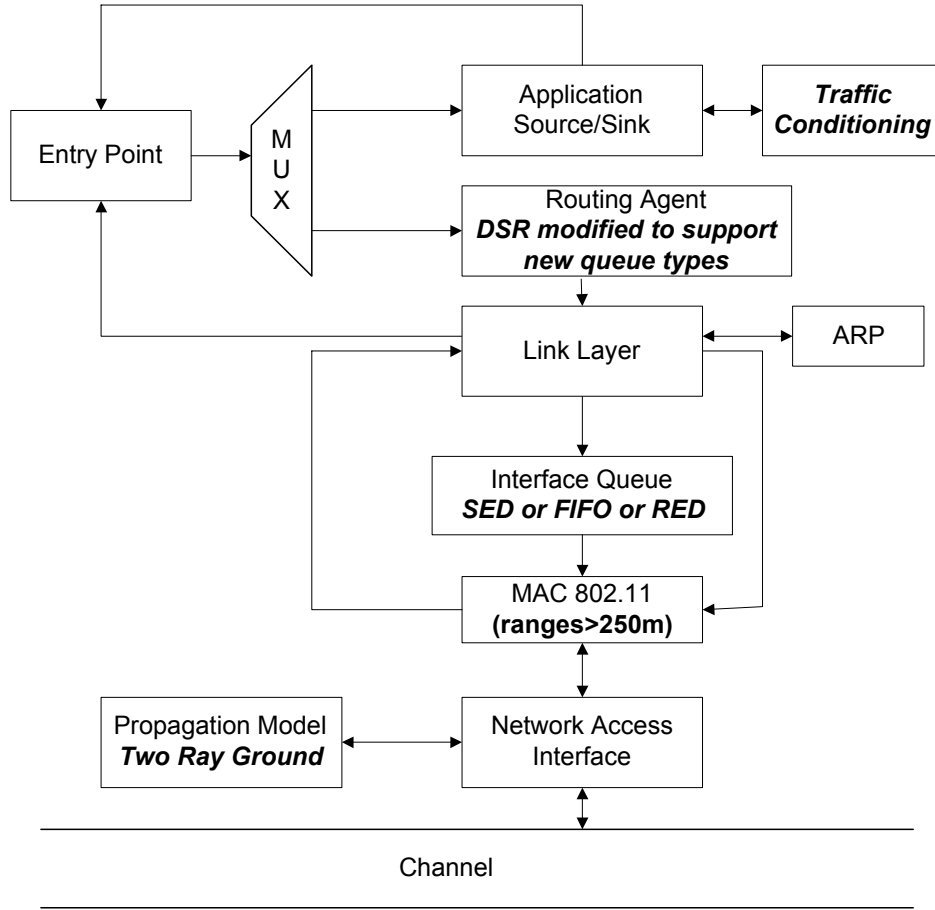 Application
Source/Sink
Traffic
Conditioning
Entry Point
M
U
X
Routing Agent
DSR modified to support
new queue types
Link Layer
ARP
Interface Queue
SED or FIFO or RED
MAC 802.11
(ranges>250m)
Propagation Model
Two Ray Ground
Network Access
Interface
Channel